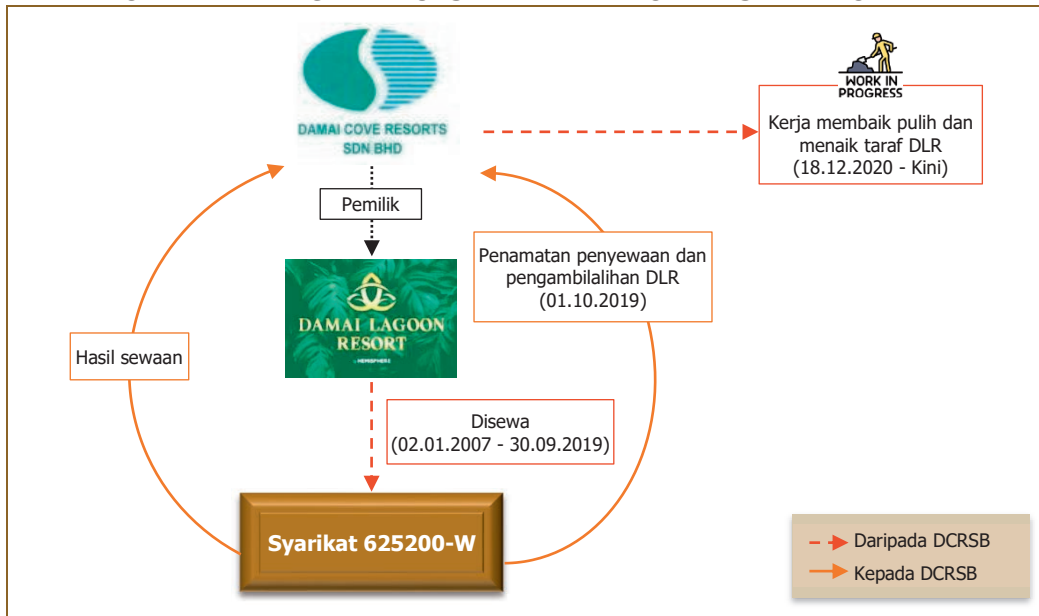 DAMAI COVE RESORTS
SDN BHD
WORK IN
PROGRESS
Kerja membaik pulih dan
menaik taraf DLR
(18.12.2020 - Kini)
Pemilik
Penamatan penyewaan dan
pengambilalihan DLR
(01.10.2019)
DAMAI LAGOON
RESORT
Hasil sewaan
Disewa
(02.01.2007 - 30.09.2019)
Syarikat 625200-W
Daripada DCRSB
Kepada DCRSB